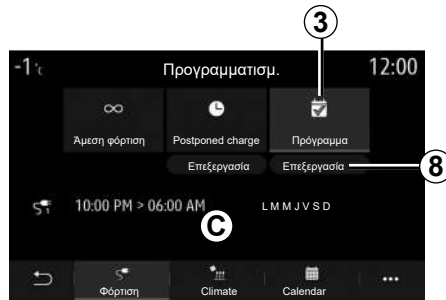 3
-1 °c Προγραμματισμ. 12:00
Άμεση φόρτιση Postponed charge Πρόγραμμα
Επεξεργασία Επεξεργασία 8
10:00 PM > 06:00 AM L M M J V S D
C
Φόρτιση Climate Calendar